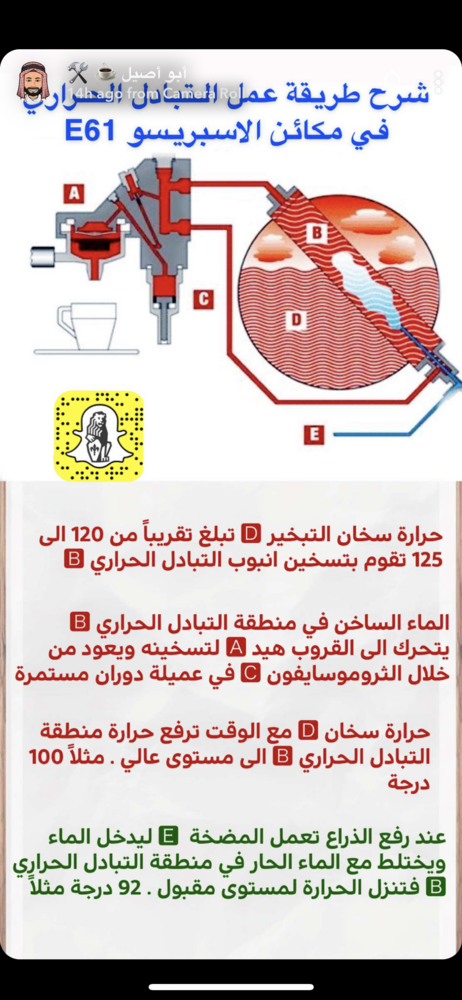 أبو أصيل ☕ 🛠
14h ago from Camera Roll
شرح طريقة عمل التبادل الحراري
في مكائن الاسبريسو E61
A
B
C
D
E
حرارة سخان التبخير D تبلغ تقريباً من 120 الى
125 تقوم بتسخين انبوب التبادل الحراري B
الماء الساخن في منطقة التبادل الحراري B
يتحرك الى القروب هيد A لتسخينه ويعود من
خلال الثروموسايفون C في عميلة دوران مستمرة
حرارة سخان D مع الوقت ترفع حرارة منطقة
التبادل الحراري B الى مستوى عالي . مثلاً 100
درجة
عند رفع الذراع تعمل المضخة E ليدخل الماء
ويختلط مع الماء الحار في منطقة التبادل الحراري
B فتنزل الحرارة لمستوى مقبول . 92 درجة مثلاً